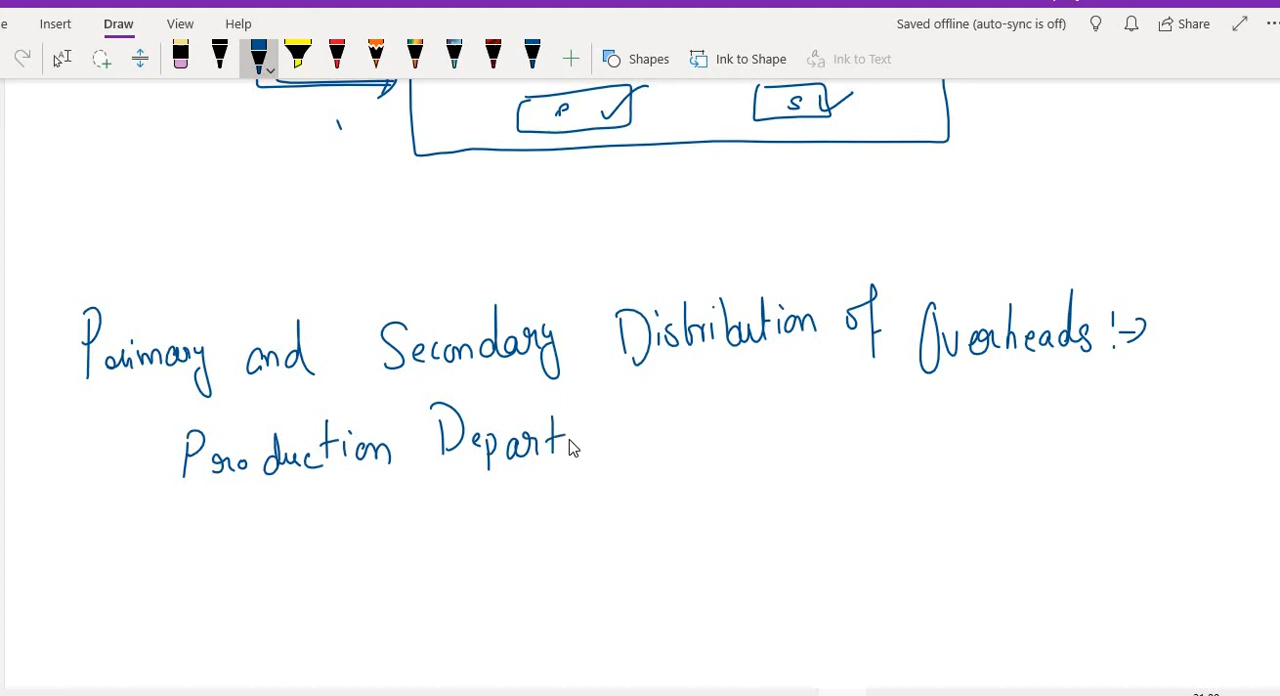 Insert Draw View Help Saved offline (auto-sync is off) Share
Shapes Ink to Shape Ink to Text
P S
Primary and Secondary Distribution of Overheads :→
Production Depart